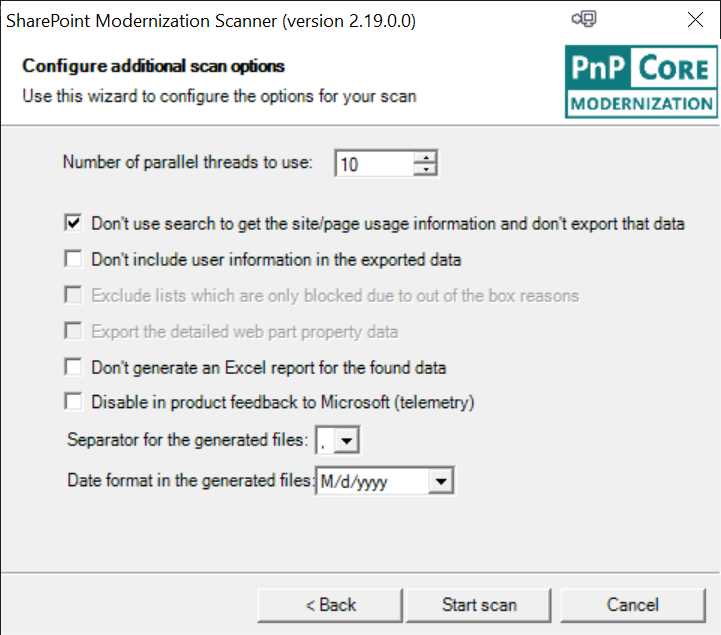 SharePoint Modernization Scanner (version 2.19.0.0)
Configure additional scan options
Use this wizard to configure the options for your scan
PnP CORE
MODERNIZATION
Number of parallel threads to use: 10
Don't use search to get the site/page usage information and don't export that data
Don't include user information in the exported data
Exclude lists which are only blocked due to out of the box reasons
Export the detailed web part property data
Don't generate an Excel report for the found data
Disable in product feedback to Microsoft (telemetry)
Separator for the generated files: ,
Date format in the generated files: M/d/yyyy
< Back Start scan Cancel